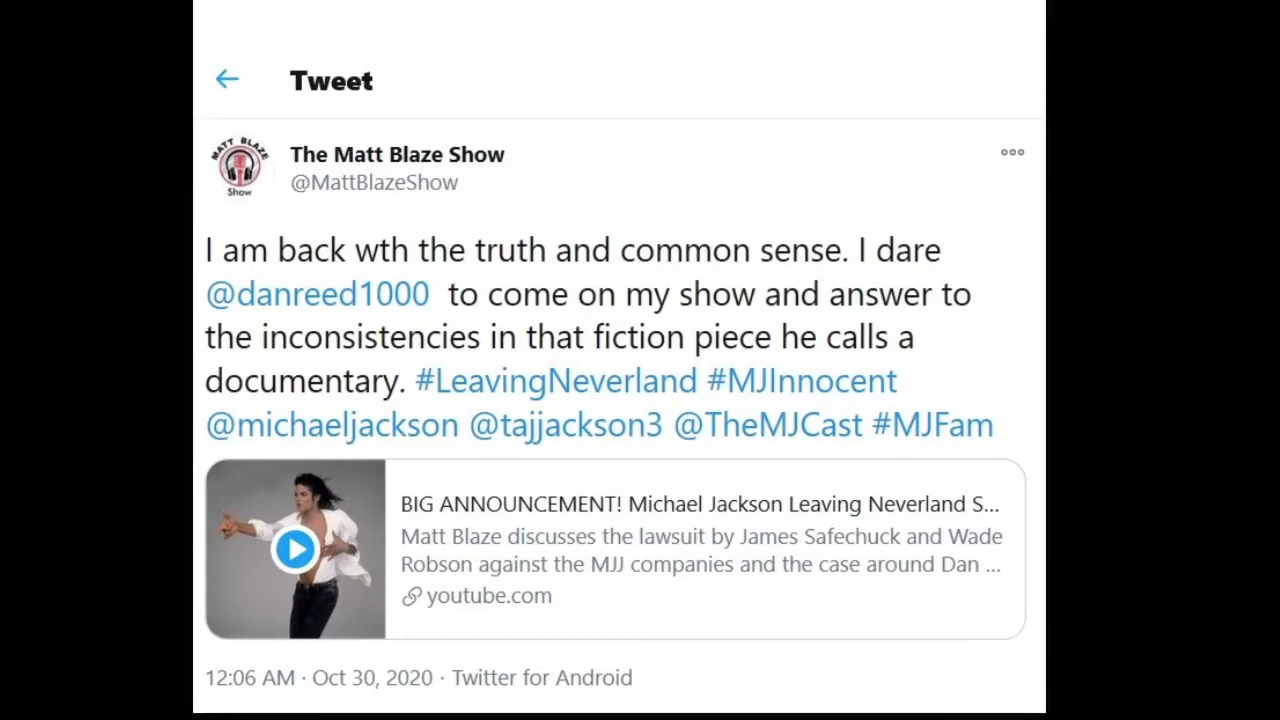 Tweet
MATT BLAZE
Show
The Matt Blaze Show
@MattBlazeShow
I am back wth the truth and common sense. I dare
@danreed1000 to come on my show and answer to
the inconsistencies in that fiction piece he calls a
documentary. #LeavingNeverland #MJInnocent
@michaeljackson @tajjackson3 @TheMJCast #MJFam
BIG ANNOUNCEMENT! Michael Jackson Leaving Neverland S...
Matt Blaze discusses the lawsuit by James Safechuck and Wade
Robson against the MJJ companies and the case around Dan ...
youtube.com
12:06 AM · Oct 30, 2020 · Twitter for Android